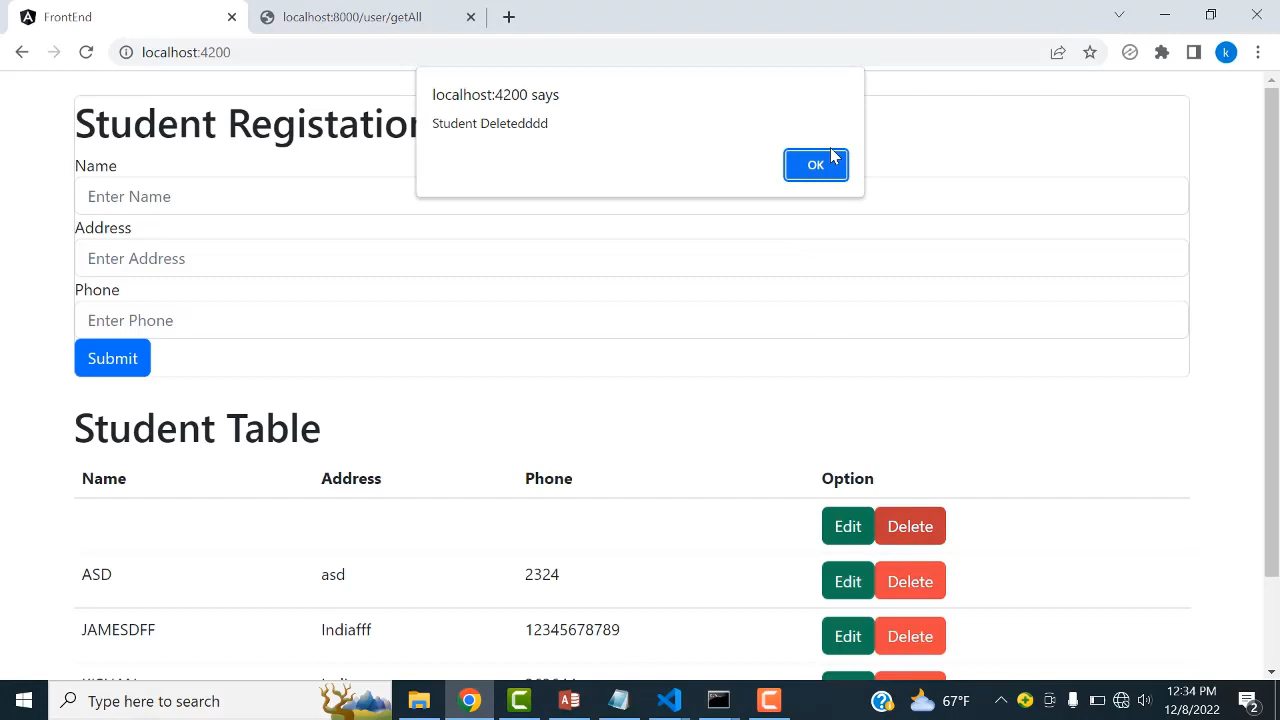 FrontEnd
localhost:8000/user/getAll
localhost:4200
k
localhost:4200 says
Student Deletedddd
OK
Student Registation
Name
Enter Name
Address
Enter Address
Phone
Enter Phone
Submit
Student Table
Name Address Phone Option
Edit Delete
ASD asd 2324 Edit Delete
JAMESDFF Indiafff 12345678789 Edit Delete
Type here to search
67°F
12:34 PM
12/8/2022
2